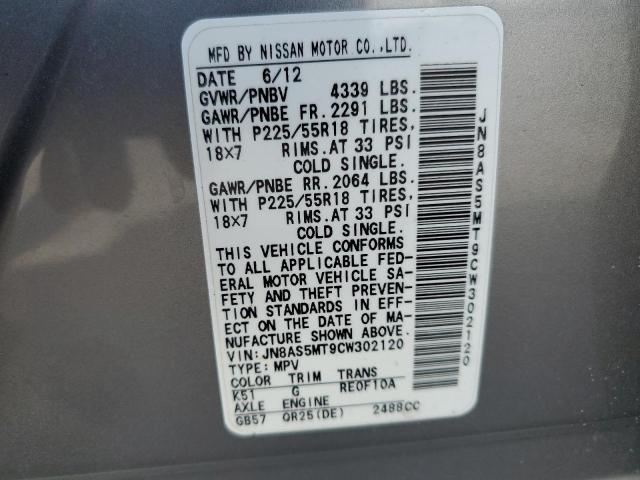 MFD BY NISSAN MOTOR CO.,LTD.
DATE 6/12
GVWR/PNBV 4339 LBS.
GAWR/PNBE FR. 2291 LBS.
WITH P225/55R18 TIRES,
18X7 RIMS.AT 33 PSI
COLD SINGLE.
GAWR/PNBE RR. 2064 LBS.
WITH P225/55R18 TIRES,
18X7 RIMS.AT 33 PSI
COLD SINGLE.
THIS VEHICLE CONFORMS
TO ALL APPLICABLE FED-
ERAL MOTOR VEHICLE SA-
FETY AND THEFT PREVEN-
TION STANDARDS IN EFF-
ECT ON THE DATE OF MA-
NUFACTURE SHOWN ABOVE.
VIN: JN8AS5MT9CW302120
TYPE: MPV
COLOR TRIM TRANS
K51 G RE0F10A
AXLE ENGINE
GB57 QR25(DE) 2488CC
JN8AS5MT9CW302120